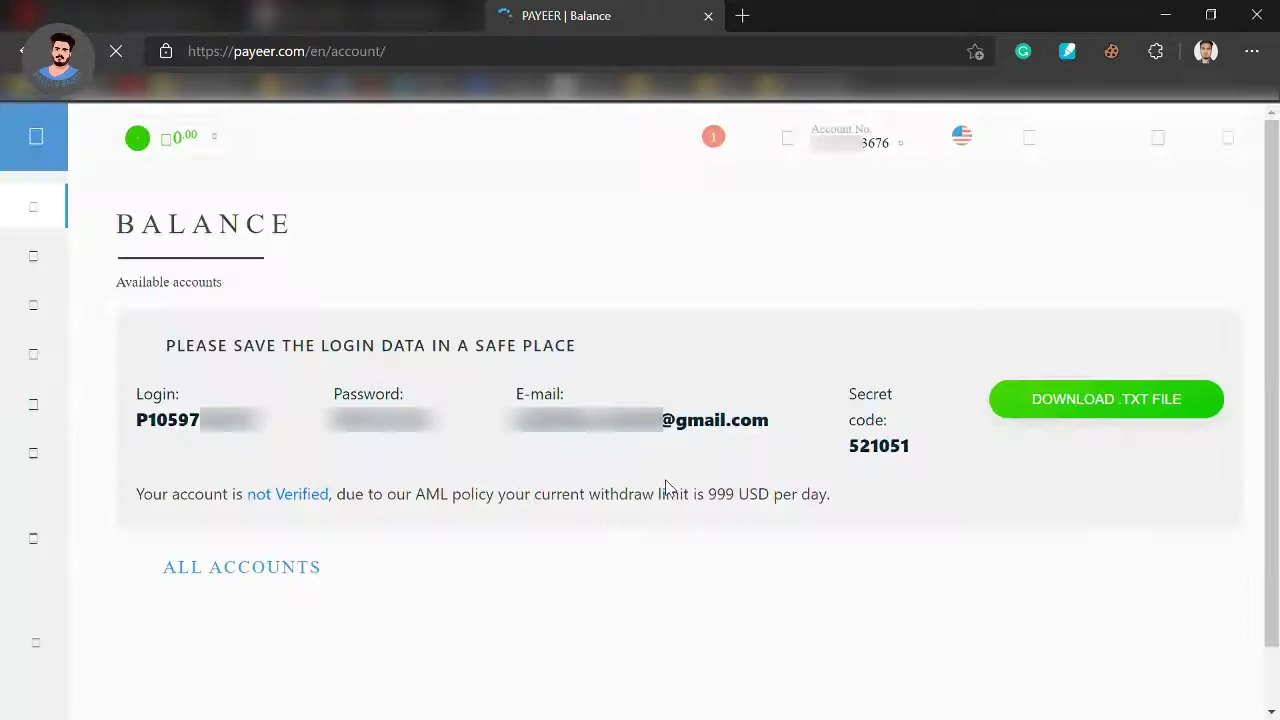 PAYEER | Balance
https://payeer.com/en/account/
0.00
1
Account No.
3676
BALANCE
Available accounts
PLEASE SAVE THE LOGIN DATA IN A SAFE PLACE
Login:
P10597
Password:
E-mail:
@gmail.com
Secret
code:
521051
DOWNLOAD .TXT FILE
Your account is not Verified, due to our AML policy your current withdraw limit is 999 USD per day.
ALL ACCOUNTS